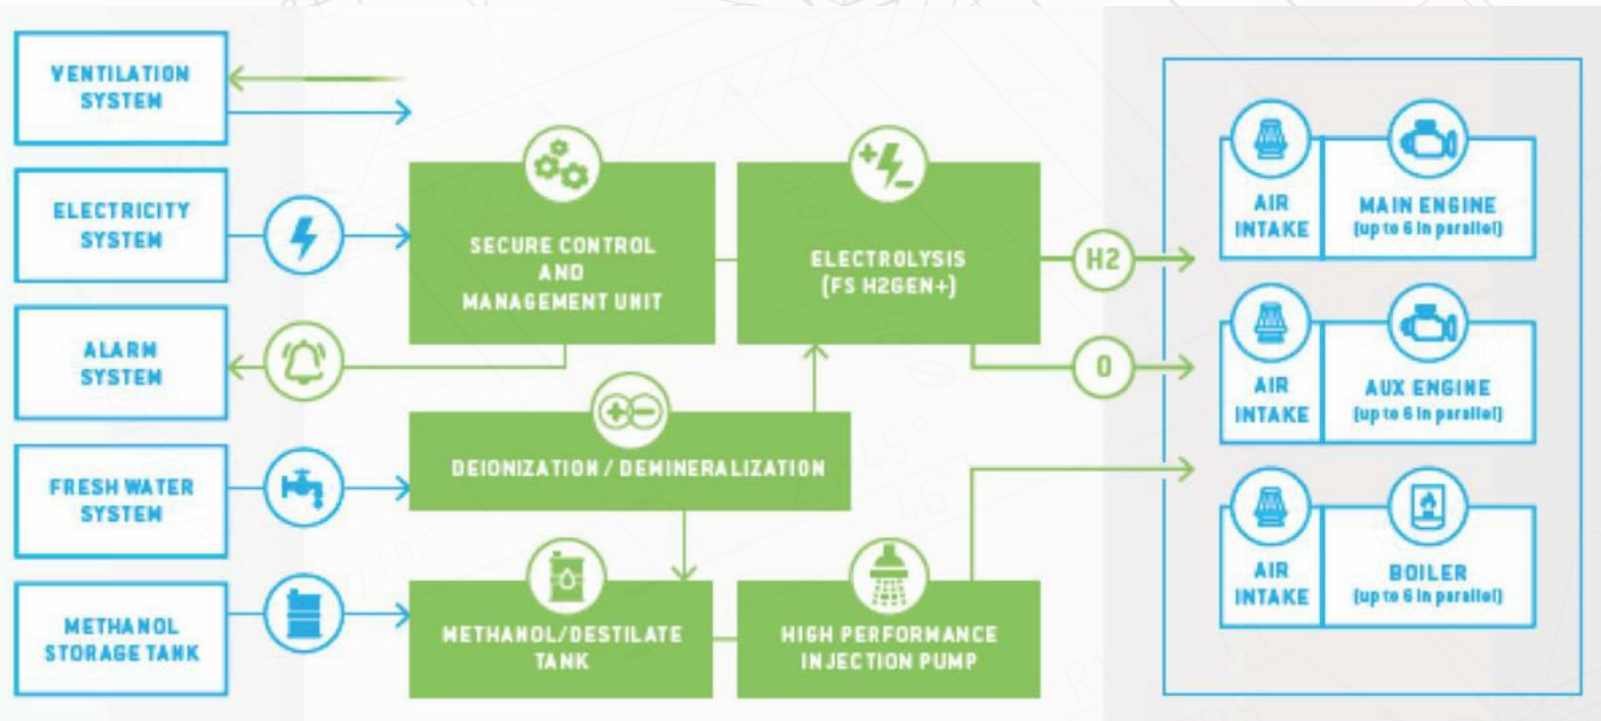 VENTILATION
SYSTEM
ELECTRICITY
SYSTEM
ALARM
SYSTEM
FRESH WATER
SYSTEM
METHANOL
STORAGE TANK
SECURE CONTROL
AND
MANAGEMENT UNIT
ELECTROLYSIS
(FS H2GEN+)
DEIONIZATION / DEMINERALIZATION
METHANOL/DESTILATE
TANK
HIGH PERFORMANCE
INJECTION PUMP
H2
O
AIR
INTAKE
MAIN ENGINE
(up to 6 in parallel)
AIR
INTAKE
AUX ENGINE
(up to 6 in parallel)
AIR
INTAKE
BOILER
(up to 6 in parallel)